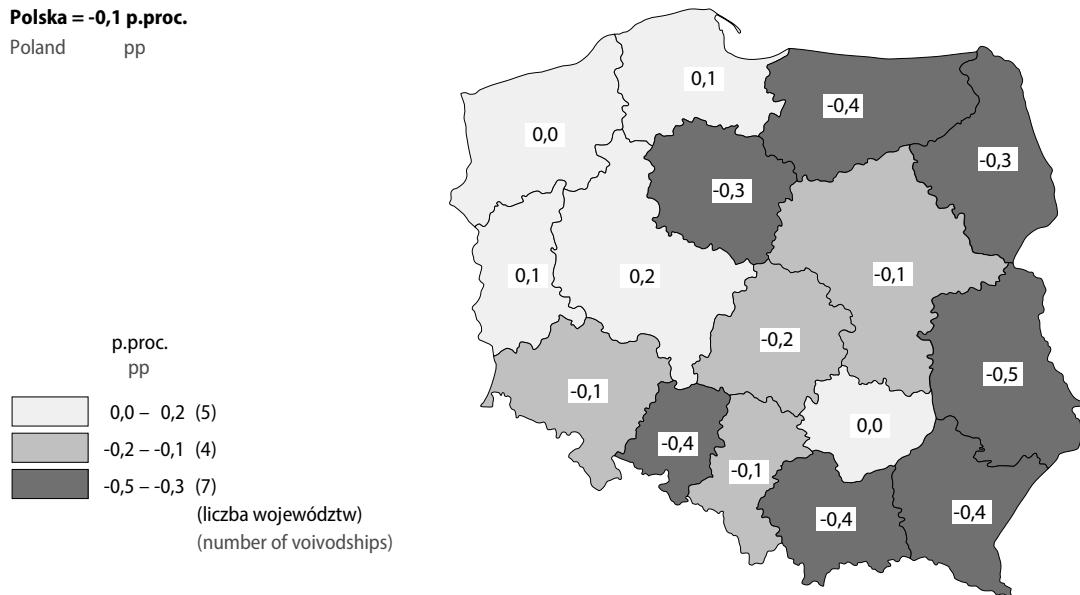 Polska = -0,1 p.proc.
Poland pp
0,1
-0,4
0,0
-0,3
-0,3
0,1
0,2
-0,1
-0,2
-0,5
-0,1
0,0
-0,4
-0,1
-0,4
-0,4
p.proc.
pp
0,0 – 0,2 (5)
-0,2 – -0,1 (4)
-0,5 – -0,3 (7)
(liczba województw)
(number of voivodships)